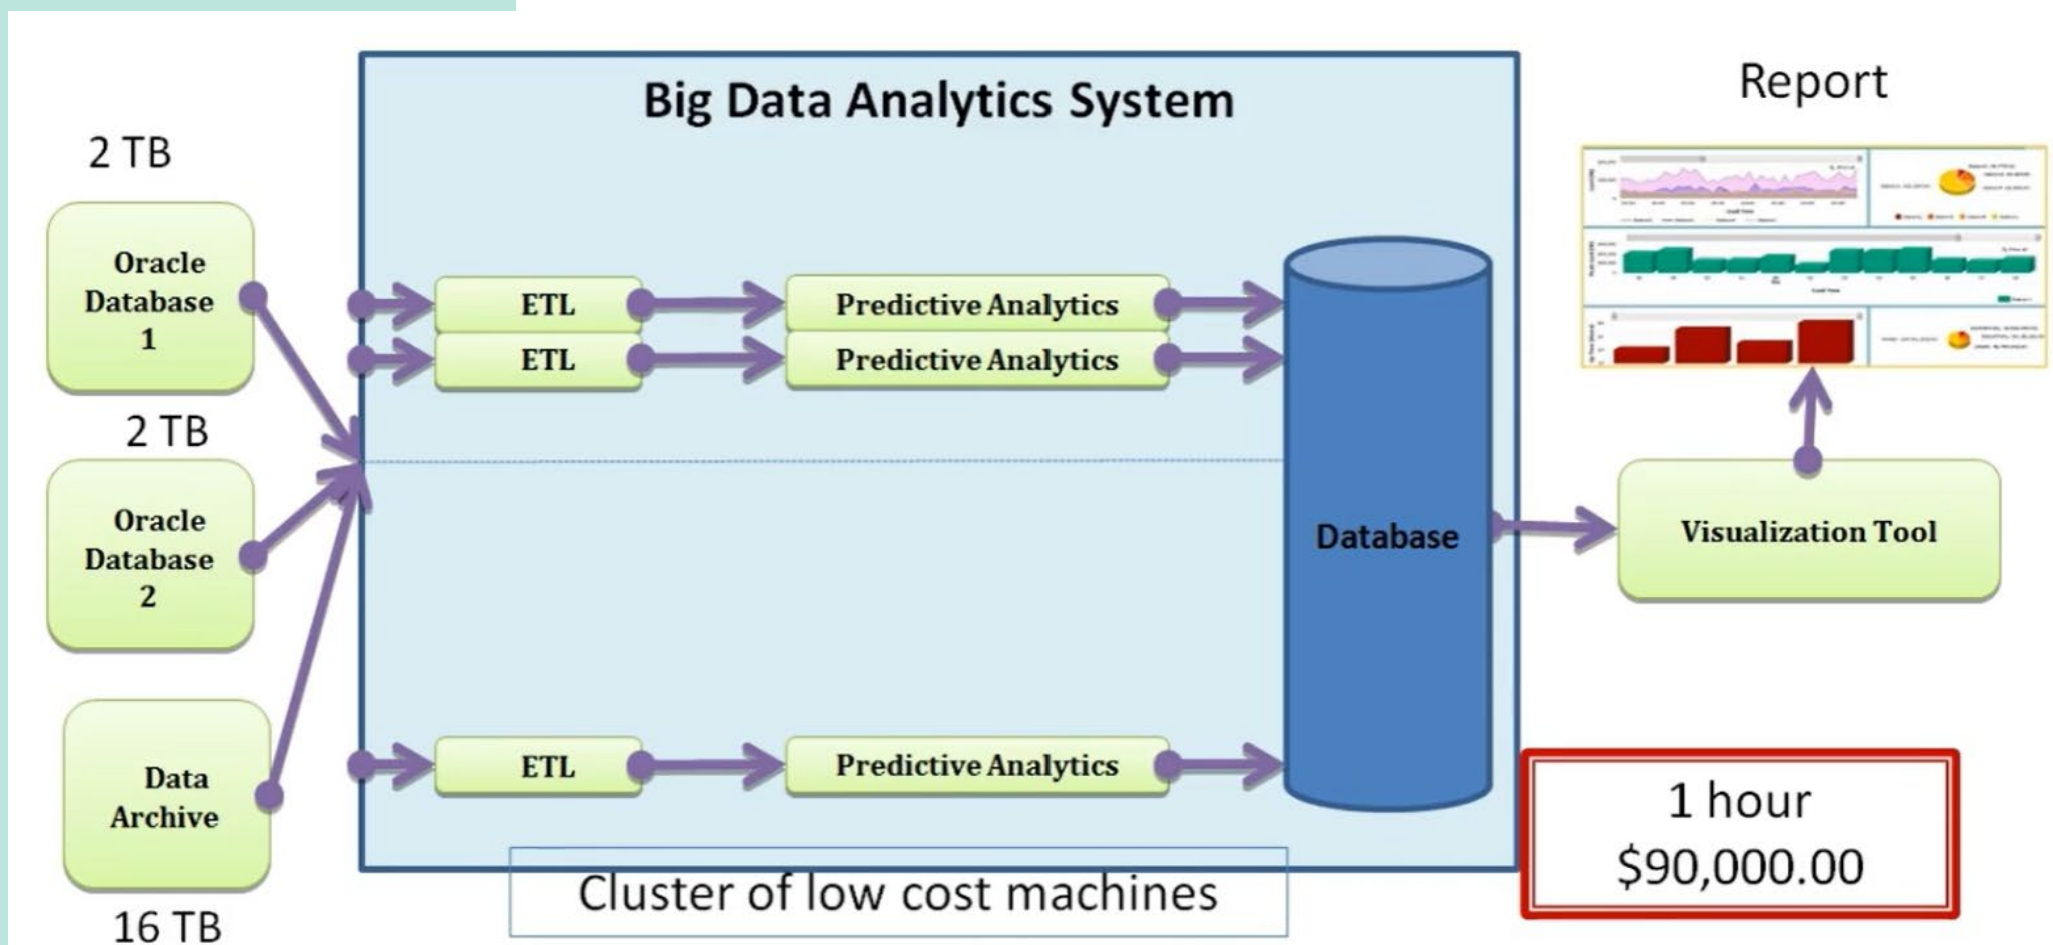 Big Data Analytics System
Report
2 TB
Oracle
Database
1
2 TB
Oracle
Database
2
Data
Archive
16 TB
ETL
Predictive Analytics
ETL
Predictive Analytics
ETL
Predictive Analytics
Database
Visualization Tool
Cluster of low cost machines
1 hour
$90,000.00